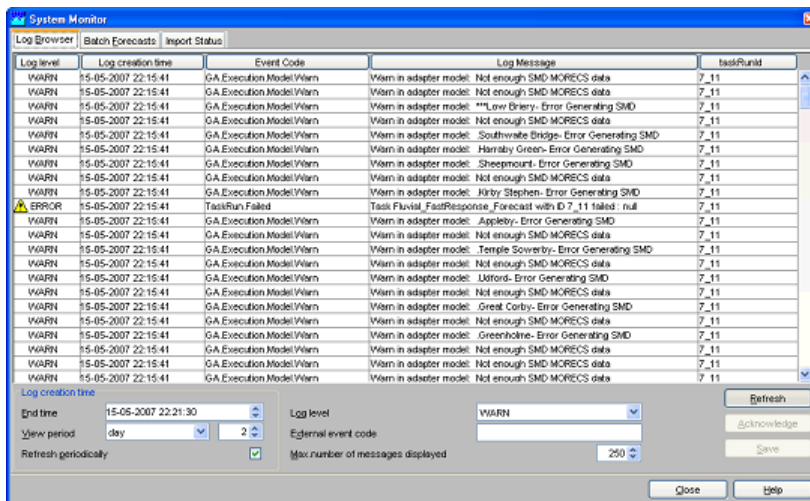 System Monitor
Log Browser Batch Forecasts Import Status
Log level Log creation time Event Code Log Message taskRunId
WARN 15-05-2007 22:15:41 GA.Execution.Model.Warn Warn in adapter model: Not enough SMD MORECS data 7_11
WARN 15-05-2007 22:15:41 GA.Execution.Model.Warn Warn in adapter model: Not enough SMD MORECS data 7_11
WARN 15-05-2007 22:15:41 GA.Execution.Model.Warn Warn in adapter model: ***Low Briery- Error Generating SMD 7_11
WARN 15-05-2007 22:15:41 GA.Execution.Model.Warn Warn in adapter model: .Southwaite Bridge- Error Generating SMD 7_11
WARN 15-05-2007 22:15:41 GA.Execution.Model.Warn Warn in adapter model: .Harraby Green- Error Generating SMD 7_11
WARN 15-05-2007 22:15:41 GA.Execution.Model.Warn Warn in adapter model: .Sheepmount- Error Generating SMD 7_11
WARN 15-05-2007 22:15:41 GA.Execution.Model.Warn Warn in adapter model: Not enough SMD MORECS data 7_11
WARN 15-05-2007 22:15:41 GA.Execution.Model.Warn Warn in adapter model: .Kirby Stephen- Error Generating SMD 7_11
ERROR 15-05-2007 22:15:41 TaskRun.Failed Task Fluvial_FastResponse_Forecast with ID 7_11 failed : null 7_11
WARN 15-05-2007 22:15:41 GA.Execution.Model.Warn Warn in adapter model: .Appleby- Error Generating SMD 7_11
WARN 15-05-2007 22:15:41 GA.Execution.Model.Warn Warn in adapter model: Not enough SMD MORECS data 7_11
WARN 15-05-2007 22:15:41 GA.Execution.Model.Warn Warn in adapter model: .Temple Sowerby- Error Generating SMD 7_11
WARN 15-05-2007 22:15:41 GA.Execution.Model.Warn Warn in adapter model: Not enough SMD MORECS data 7_11
WARN 15-05-2007 22:15:41 GA.Execution.Model.Warn Warn in adapter model: .Udford- Error Generating SMD 7_11
WARN 15-05-2007 22:15:41 GA.Execution.Model.Warn Warn in adapter model: Not enough SMD MORECS data 7_11
WARN 15-05-2007 22:15:41 GA.Execution.Model.Warn Warn in adapter model: .Great Corby- Error Generating SMD 7_11
WARN 15-05-2007 22:15:41 GA.Execution.Model.Warn Warn in adapter model: Not enough SMD MORECS data 7_11
WARN 15-05-2007 22:15:41 GA.Execution.Model.Warn Warn in adapter model: .Greenholme- Error Generating SMD 7_11
WARN 15-05-2007 22:15:41 GA.Execution.Model.Warn Warn in adapter model: Not enough SMD MORECS data 7_11
WARN 15-05-2007 22:15:41 GA.Execution.Model.Warn Warn in adapter model: Not enough SMD MORECS data 7_11
WARN 15-05-2007 22:15:41 GA.Execution.Model.Warn Warn in adapter model: Not enough SMD MORECS data 7_11
Log creation time
End time 15-05-2007 22:21:30 Log level WARN Refresh
View period day 2 External event code Acknowledge
Refresh periodically Max.number of messages displayed 250 Save
Close Help